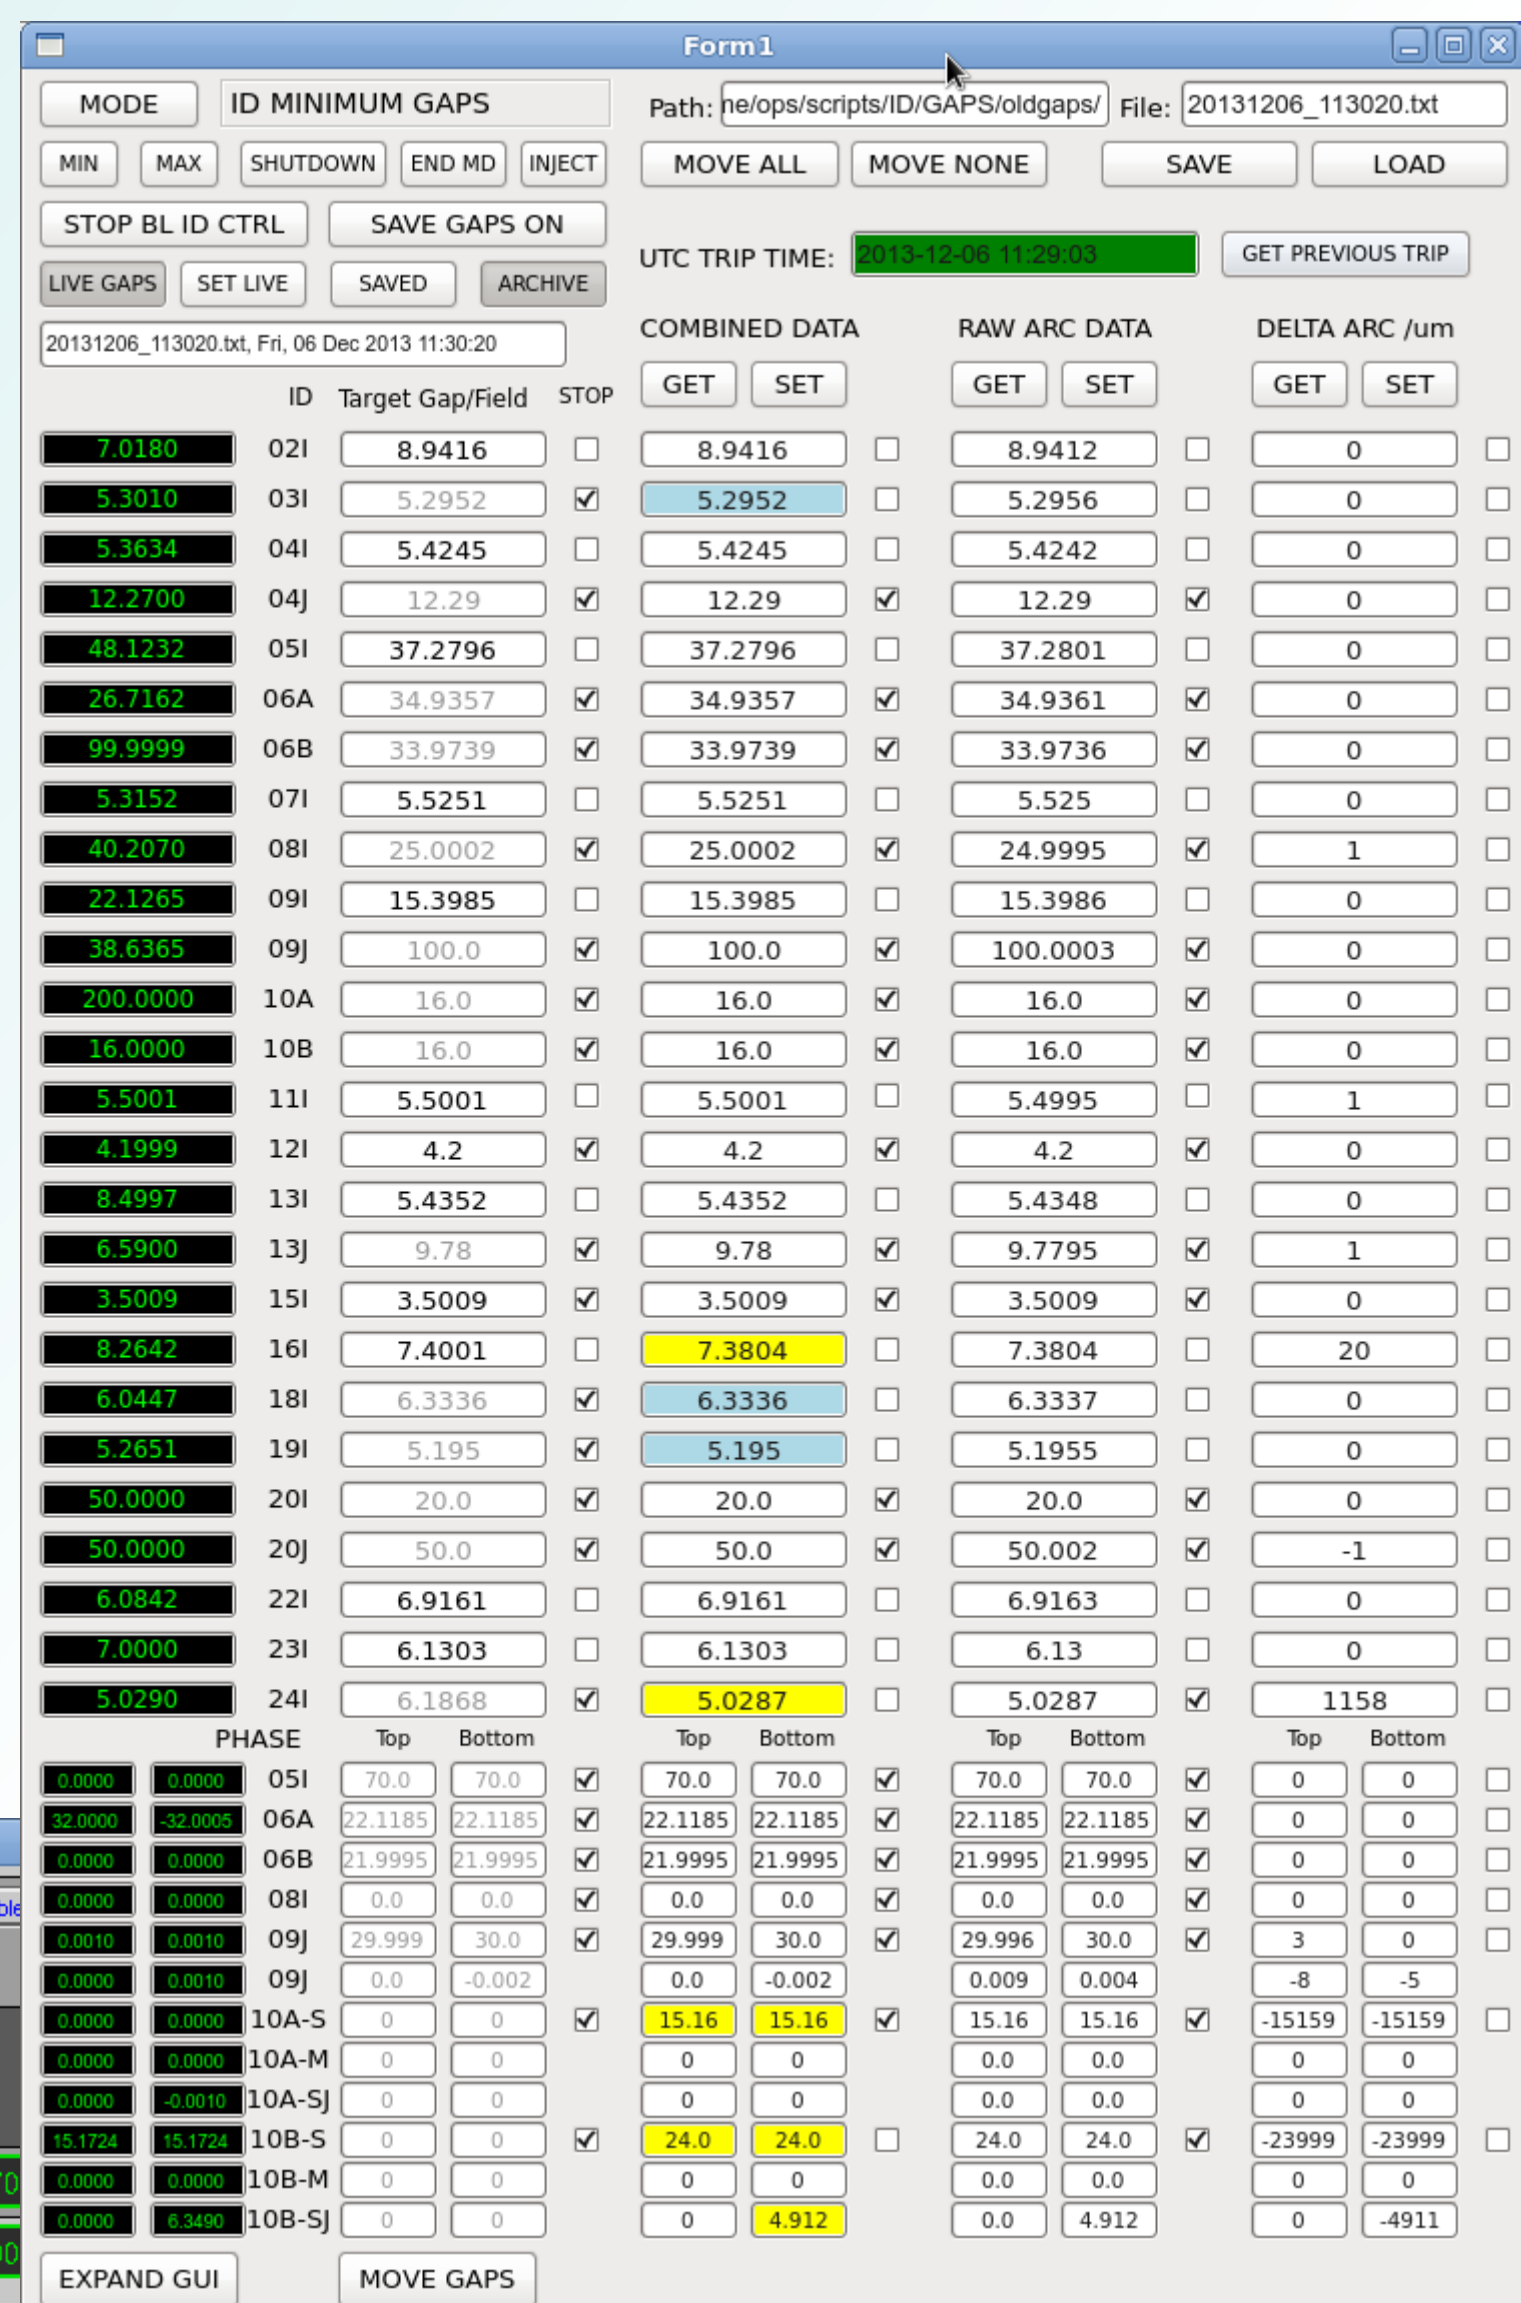 Form1
MODE ID MINIMUM GAPS Path: ne/ops/scripts/ID/GAPS/oldgaps/ File: 20131206_113020.txt
MIN MAX SHUTDOWN END MD INJECT MOVE ALL MOVE NONE SAVE LOAD
STOP BL ID CTRL SAVE GAPS ON
UTC TRIP TIME: 2013-12-06 11:29:03 GET PREVIOUS TRIP
LIVE GAPS SET LIVE SAVED ARCHIVE
COMBINED DATA RAW ARC DATA DELTA ARC /um
20131206_113020.txt, Fri, 06 Dec 2013 11:30:20
GET SET GET SET GET SET
ID Target Gap/Field STOP
7.0180 02I 8.9416 8.9416 8.9412 0
5.3010 03I 5.2952 5.2952 5.2956 0
5.3634 04I 5.4245 5.4245 5.4242 0
12.2700 04J 12.29 12.29 12.29 0
48.1232 05I 37.2796 37.2796 37.2801 0
26.7162 06A 34.9357 34.9357 34.9361 0
99.9999 06B 33.9739 33.9739 33.9736 0
5.3152 07I 5.5251 5.5251 5.525 0
40.2070 08I 25.0002 25.0002 24.9995 1
22.1265 09I 15.3985 15.3985 15.3986 0
38.6365 09J 100.0 100.0 100.0003 0
200.0000 10A 16.0 16.0 16.0 0
16.0000 10B 16.0 16.0 16.0 0
5.5001 11I 5.5001 5.5001 5.4995 1
4.1999 12I 4.2 4.2 4.2 0
8.4997 13I 5.4352 5.4352 5.4348 0
6.5900 13J 9.78 9.78 9.7795 1
3.5009 15I 3.5009 3.5009 3.5009 0
8.2642 16I 7.4001 7.3804 7.3804 20
6.0447 18I 6.3336 6.3336 6.3337 0
5.2651 19I 5.195 5.195 5.1955 0
50.0000 20I 20.0 20.0 20.0 0
50.0000 20J 50.0 50.0 50.002 -1
6.0842 22I 6.9161 6.9161 6.9163 0
7.0000 23I 6.1303 6.1303 6.13 0
5.0290 24I 6.1868 5.0287 5.0287 1158
PHASE Top Bottom Top Bottom Top Bottom Top Bottom
0.0000 0.0000 05I 70.0 70.0 70.0 70.0 70.0 70.0 0 0
32.0000 -32.0005 06A 22.1185 22.1185 22.1185 22.1185 22.1185 22.1185 0 0
0.0000 0.0000 06B 21.9995 21.9995 21.9995 21.9995 21.9995 21.9995 0 0
0.0000 0.0000 08I 0.0 0.0 0.0 0.0 0.0 0.0 0 0
0.0010 0.0010 09J 29.999 30.0 29.999 30.0 29.996 30.0 3 0
0.0000 0.0010 09J 0.0 -0.002 0.0 -0.002 0.009 0.004 -8 -5
0.0000 0.0000 10A-S 0 0 15.16 15.16 15.16 15.16 -15159 -15159
0.0000 0.0000 10A-M 0 0 0 0 0.0 0.0 0 0
0.0000 -0.0010 10A-SJ 0 0 0 0 0.0 0.0 0 0
15.1724 15.1724 10B-S 0 0 24.0 24.0 24.0 24.0 -23999 -23999
0.0000 0.0000 10B-M 0 0 0 0 0.0 0.0 0 0
0.0000 6.3490 10B-SJ 0 0 0 4.912 0.0 4.912 0 -4911
EXPAND GUI MOVE GAPS